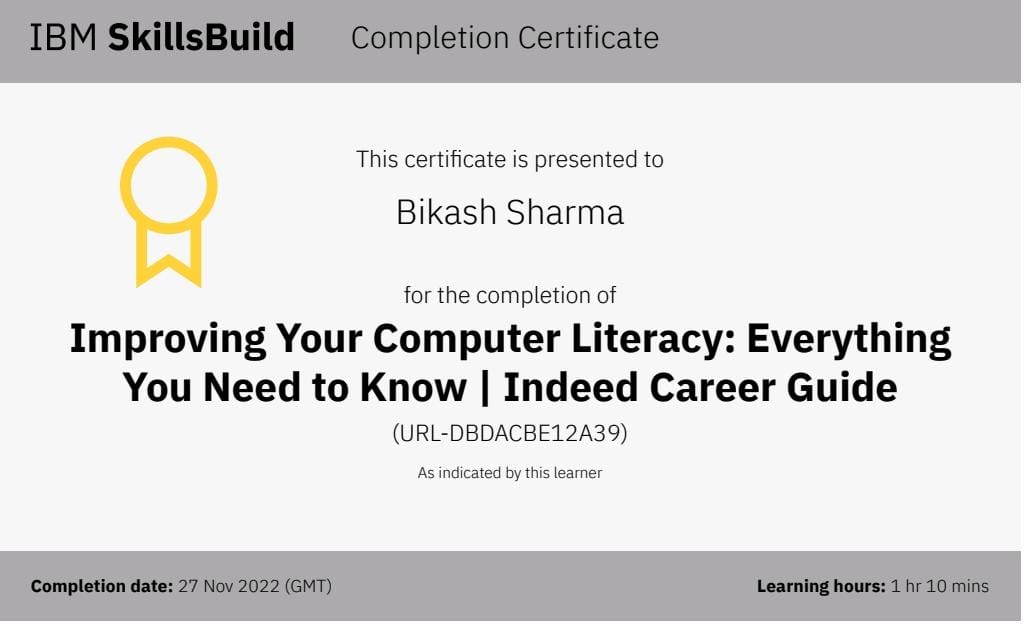 IBM SkillsBuild Completion Certificate
This certificate is presented to
Bikash Sharma
for the completion of
Improving Your Computer Literacy: Everything
You Need to Know | Indeed Career Guide
(URL-DBDACBE12A39)
As indicated by this learner
Completion date: 27 Nov 2022 (GMT)
Learning hours: 1 hr 10 mins